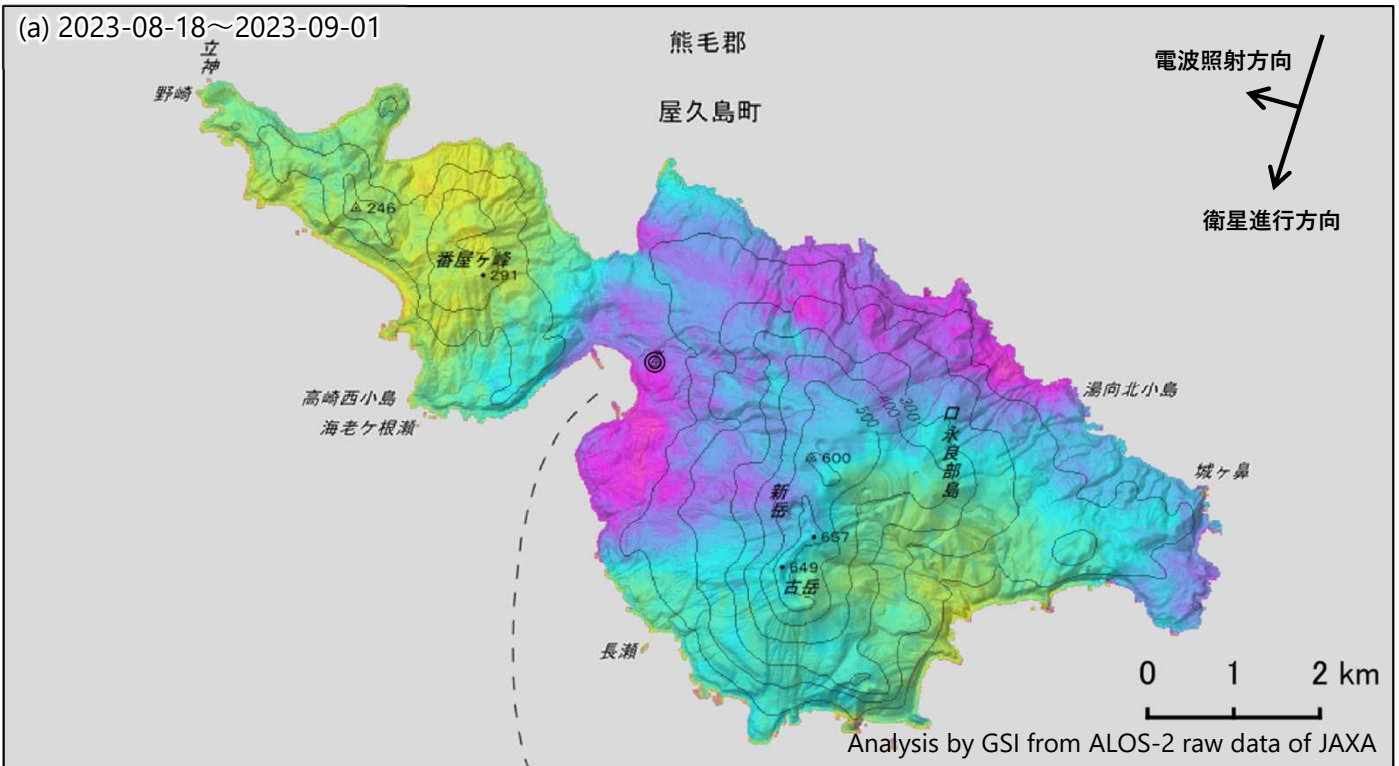 (a) 2023-08-18～2023-09-01
熊毛郡
立神
電波照射方向
野崎
屋久島町
246
衛星進行方向
番屋ヶ峰
291
湯向北小島
高崎西小島
300
400
500
口永良部島
海老ケ根瀬
600
城ヶ鼻
新岳
657
649
古岳
長瀬
0 1 2 km
Analysis by GSI from ALOS-2 raw data of JAXA